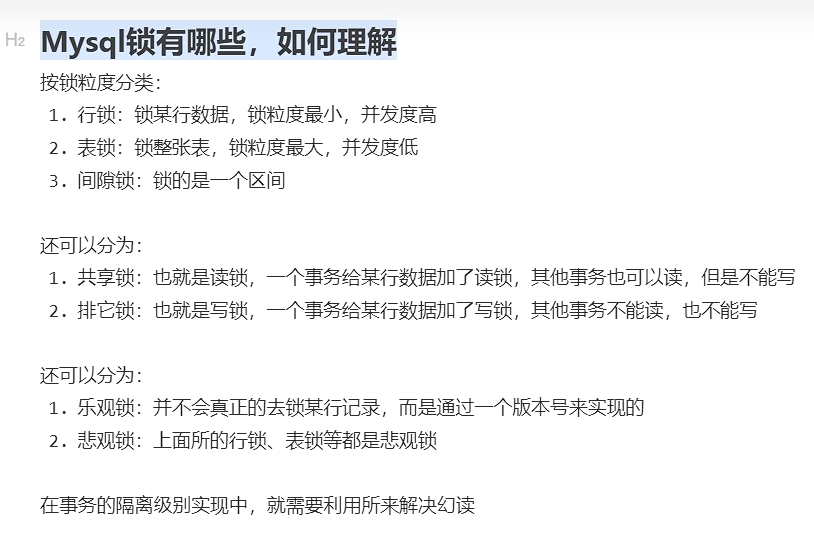 H2
Mysql锁有哪些，如何理解
按锁粒度分类：
1. 行锁：锁某行数据，锁粒度最小，并发度高
2. 表锁：锁整张表，锁粒度最大，并发度低
3. 间隙锁：锁的是一个区间
还可以分为：
1. 共享锁：也就是读锁，一个事务给某行数据加了读锁，其他事务也可以读，但是不能写
2. 排它锁：也就是写锁，一个事务给某行数据加了写锁，其他事务不能读，也不能写
还可以分为：
1. 乐观锁：并不会真正的去锁某行记录，而是通过一个版本号来实现的
2. 悲观锁：上面所的行锁、表锁等都是悲观锁
在事务的隔离级别实现中，就需要利用所来解决幻读